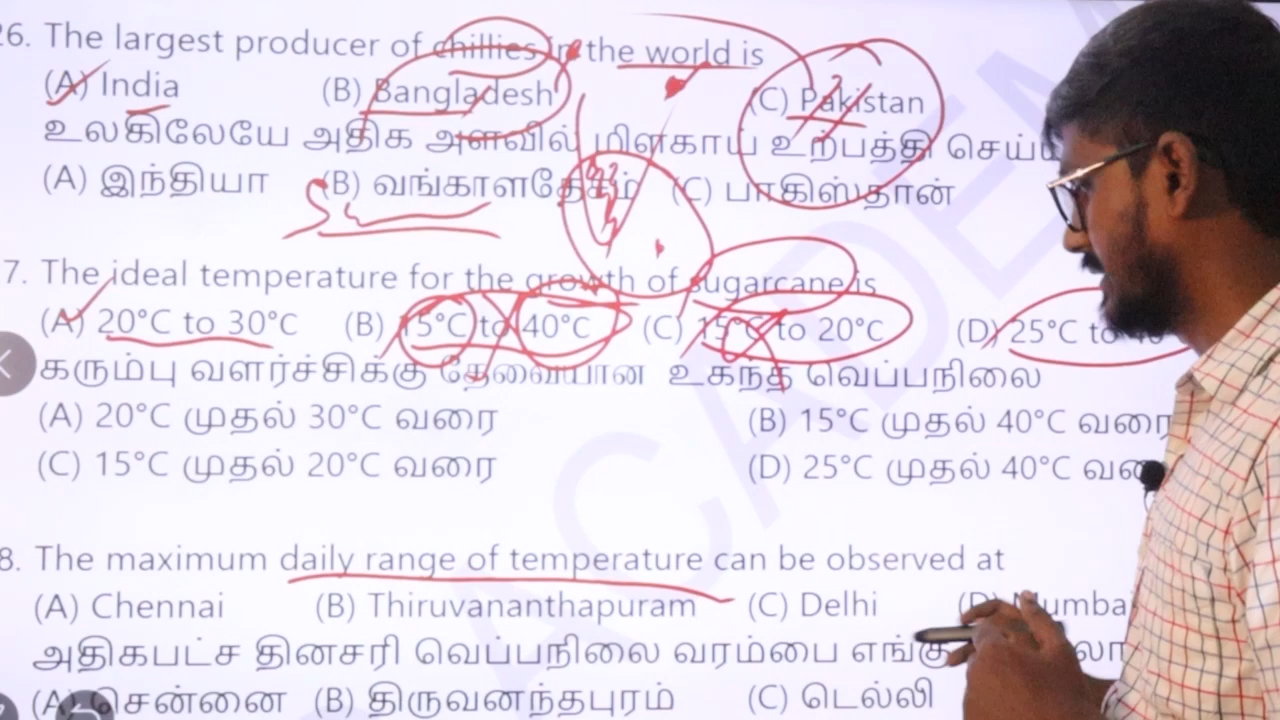 26. The largest producer of chillies in the world is
(A) India (B) Bangladesh (C) Pakistan
உலகிலேயே அதிக அளவில் மிளகாய் உற்பத்தி
(A) இந்தியா (B) வங்காளதேசம் (C) பாகிஸ்தான்
7. The ideal temperature for the growth of sugarcane is
(A) 20°C to 30°C (B) 15°C to 40°C (C) 15°C to 20°C (D) 25°C to
கரும்பு வளர்ச்சிக்கு தேவையான உகந்த வெப்பநிலை
(A) 20°C முதல் 30°C வரை (B) 15°C முதல் 40°C வரை
(C) 15°C முதல் 20°C வரை (D) 25°C முதல் 40°C
8. The maximum daily range of temperature can be observed at
(A) Chennai (B) Thiruvananthapuram (C) Delhi (D) Mumbai
அதிகபட்ச தினசரி வெப்பநிலை வரம்பை
(A) சென்னை (B) திருவனந்தபுரம் (C) டெல்லி
ACADEM